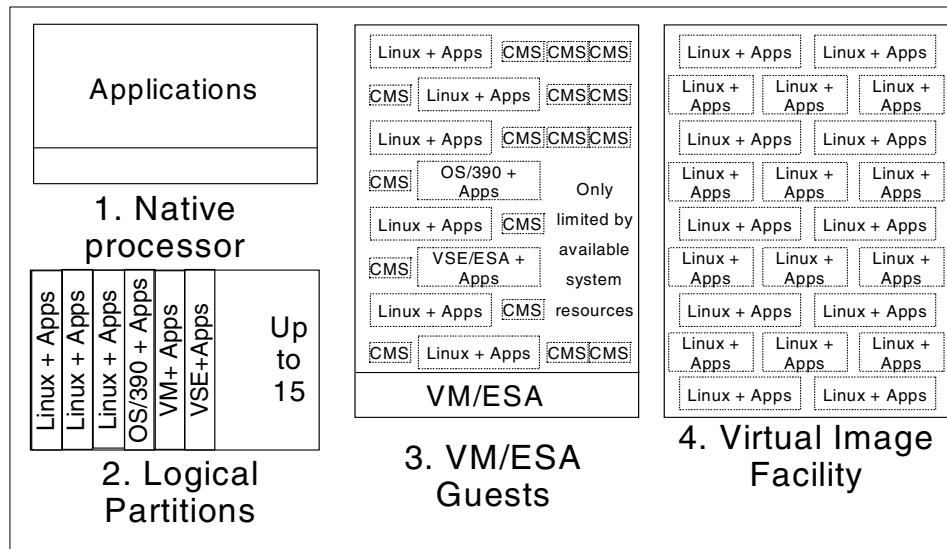 Applications
1. Native
processor
Linux + Apps
Linux + Apps
Linux + Apps
OS/390 + Apps
VM+ Apps
VSE+Apps
Up
to
15
2. Logical
Partitions
Linux + Apps CMS CMS CMS
CMS Linux + Apps CMS CMS
Linux + Apps CMS CMS CMS
CMS OS/390 +
Apps
Linux + Apps CMS
CMS VSE/ESA +
Apps
Linux + Apps CMS
CMS Linux + Apps CMS CMS
Only
limited by
available
system
resources
VM/ESA
3. VM/ESA
Guests
Linux + Apps Linux + Apps
Linux + Linux + Linux +
Apps Apps Apps
Linux + Apps Linux + Apps
Linux + Linux + Linux +
Apps Apps Apps
Linux + Apps Linux + Apps
Linux + Linux + Linux +
Apps Apps Apps
Linux + Apps Linux + Apps
Linux + Linux + Linux +
Apps Apps Apps
Linux + Apps Linux + Apps
4. Virtual Image
Facility